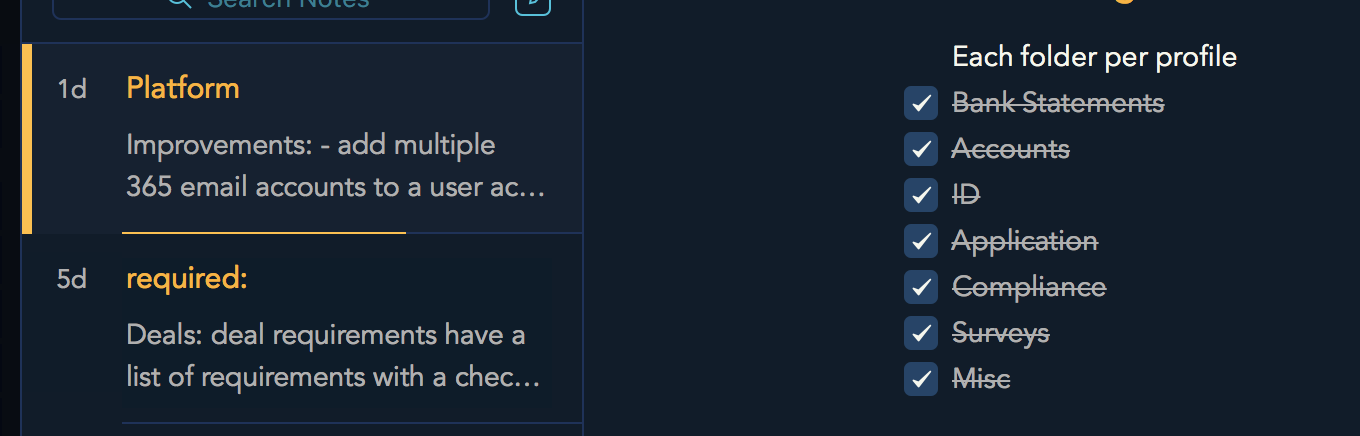 Search Notes
1d
Platform
Improvements: - add multiple
365 email accounts to a user ac...
5d
required:
Deals: deal requirements have a
list of requirements with a chec...
Each folder per profile
Bank Statements
Accounts
ID
Application
Compliance
Surveys
Misc